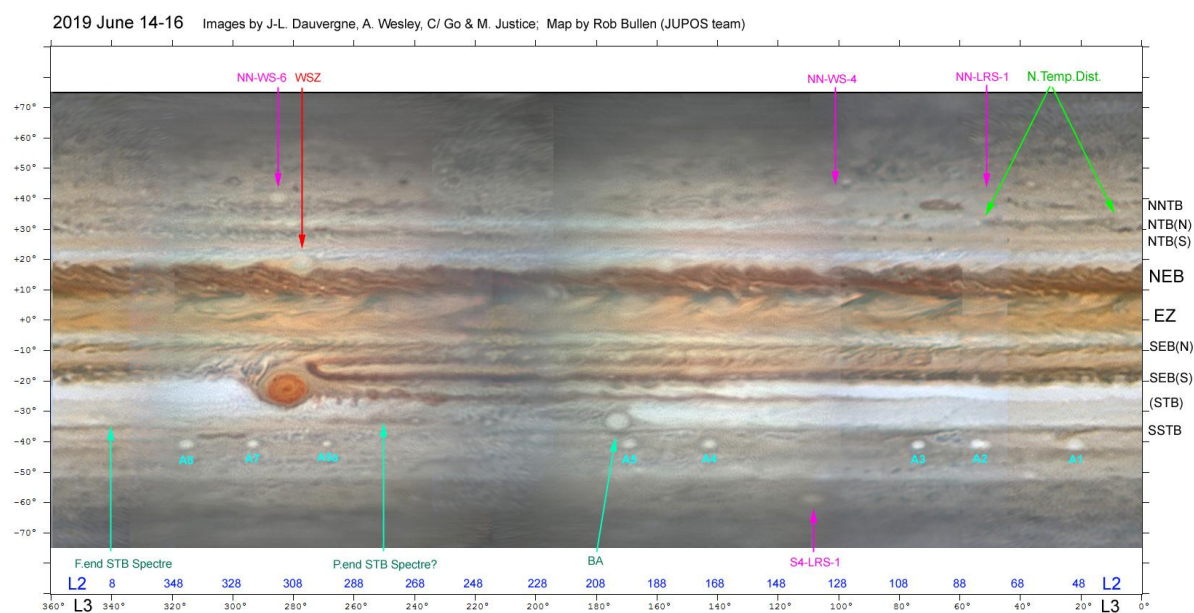 2019 June 14-16 Images by J-L. Dauvergne, A. Wesley, C/ Go & M. Justice; Map by Rob Bullen (JUPOS team)
NN-WS-6 WSZ NN-WS-4 NN-LRS-1 N.Temp.Dist.
+70°
+60°
+50°
+40°
NNTB
+30°
NTB(N)
NTB(S)
+20°
NEB
+10°
+0°
EZ
SEB(N)
-10°
-20°
SEB(S)
(STB)
-30°
SSTB
-40°
A8 A7 A5 A4 A3 A2 A1
-50°
-60°
-70°
F.end STB Spectre P.end STB Spectre? BA S4-LRS-1
L2 8 348 328 308 288 268 248 228 208 188 168 148 128 108 88 68 48 L2
360° L3 340° 320° 300° 280° 260° 240° 220° 200° 180° 160° 140° 120° 100° 80° 60° 40° 20° L3 0°